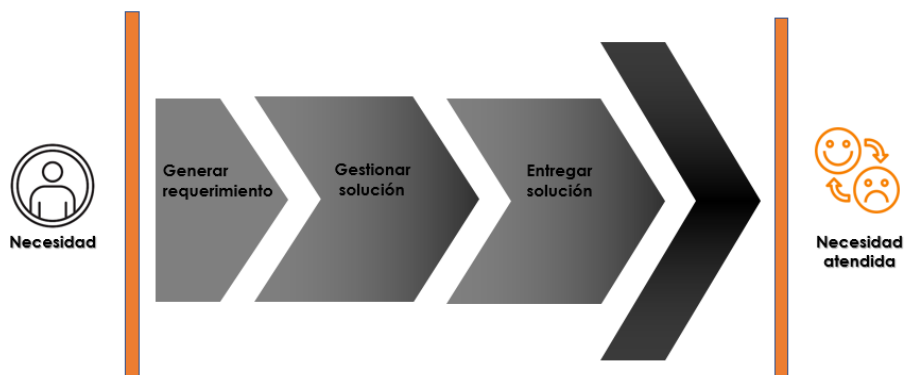 Necesidad
Generar
requerimiento
Gestionar
solución
Entregar
solución
Necesidad
atendida